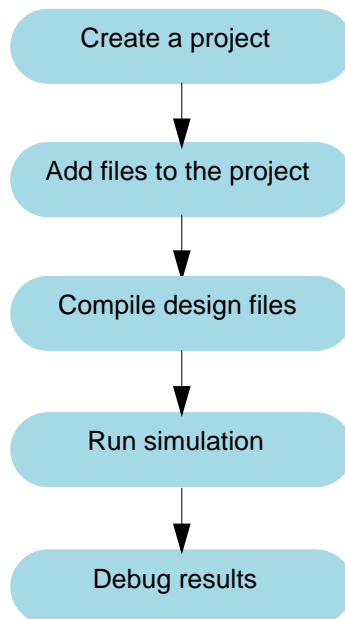 Create a project
Add files to the project
Compile design files
Run simulation
Debug results